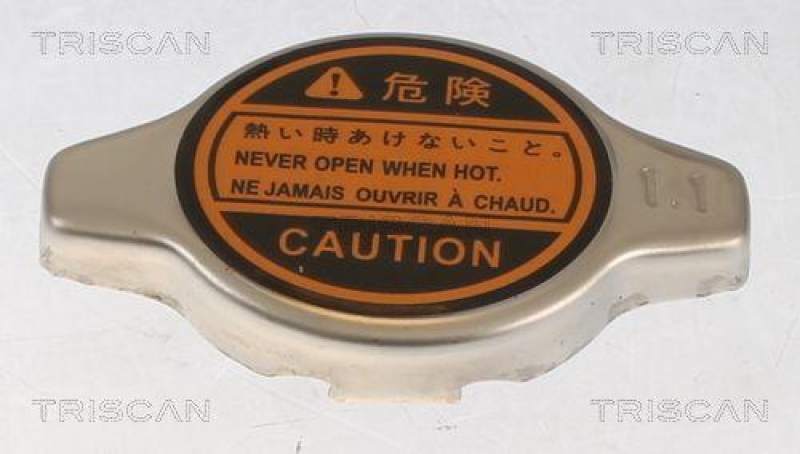 TRISCAN TRISCAN
危険
熱い時あけないこと。
NEVER OPEN WHEN HOT.
NE JAMAIS OUVRIR À CHAUD.
1.1
CAUTION
TRISCAN TRISCAN